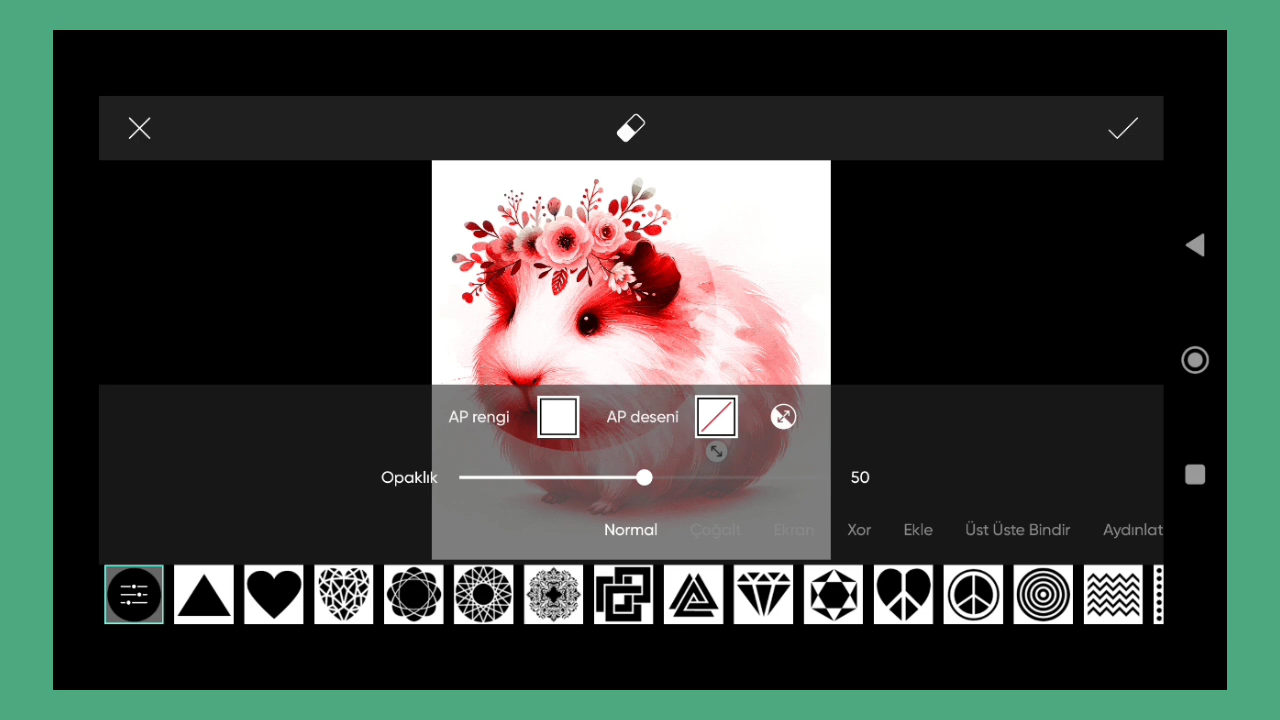 AP rengi AP deseni
Opaklık 50
Normal Çoğalt Ekran Xor Ekle Üst Üste Bindir Aydınlat